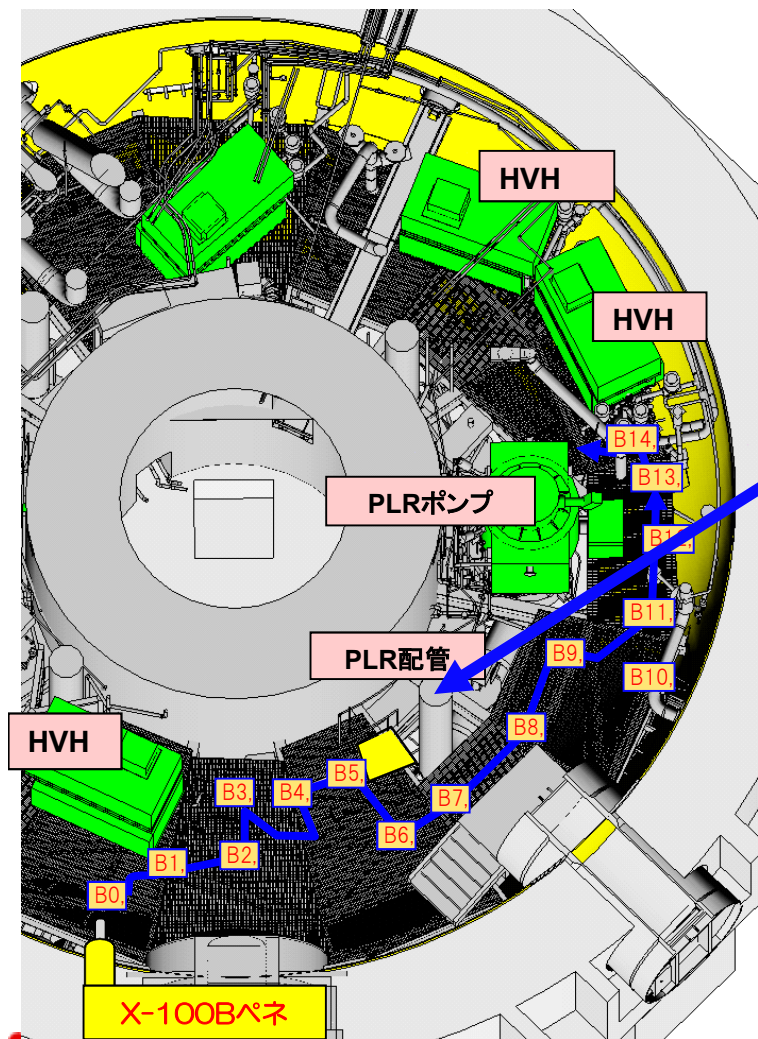 HVH
HVH
PLRポンプ
B14,
B13,
B12,
B11,
PLR配管
B9,
B10,
B8,
HVH
B5,
B3,
B4,
B7,
B6,
B1,
B2,
B0,
X-100Bペネ